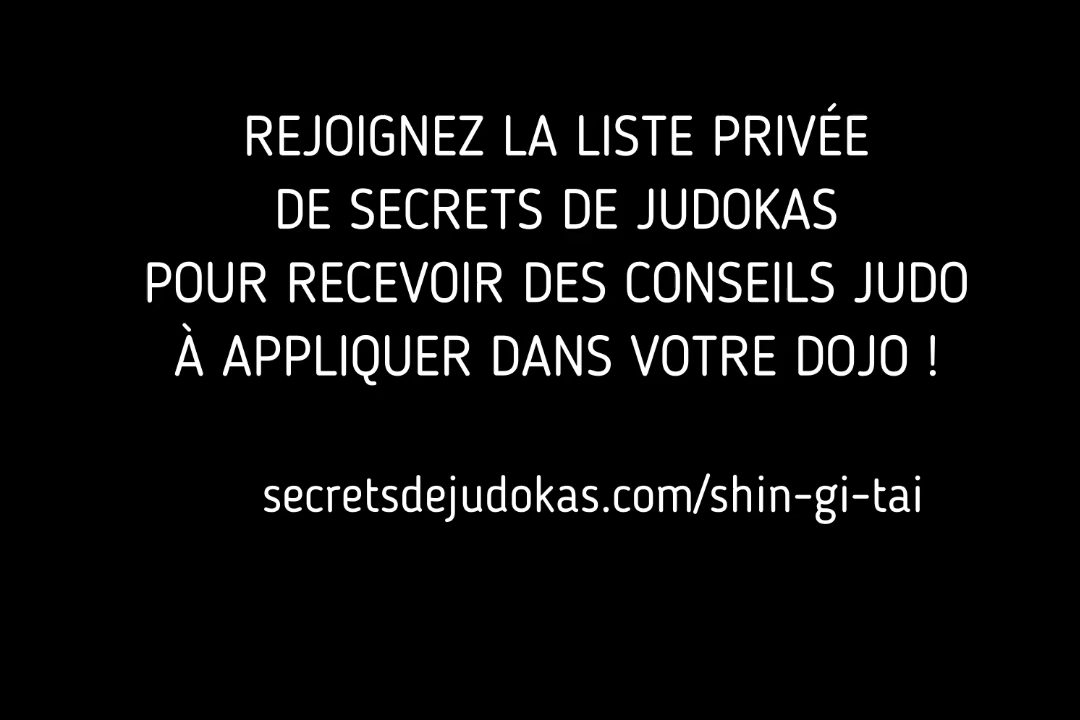 REJOIGNEZ LA LISTE PRIVÉE
DE SECRETS DE JUDOKAS
POUR RECEVOIR DES CONSEILS JUDO
À APPLIQUER DANS VOTRE DOJO !
secretsdejudokas.com/shin-gi-tai